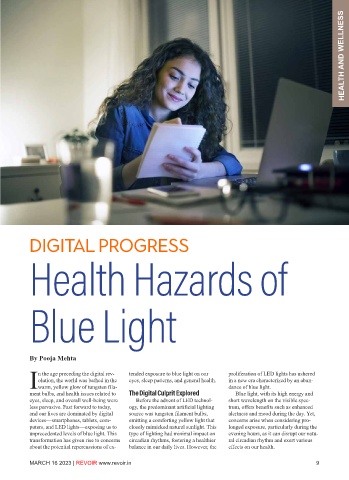 HEALTH AND WELLNESS
DIGITAL PROGRESS
Health Hazards of
Blue Light
By Pooja Mehta
In the age preceding the digital rev-
olution, the world was bathed in the
warm, yellow glow of tungsten fila-
ment bulbs, and health issues related to
eyes, sleep, and overall well-being were
less pervasive. Fast forward to today,
and our lives are dominated by digital
devices—smartphones, tablets, com-
puters, and LED lights—exposing us to
unprecedented levels of blue light. This
transformation has given rise to concerns
about the potential repercussions of ex-
tended exposure to blue light on our
eyes, sleep patterns, and general health.
The Digital Culprit Explored
Before the advent of LED technol-
ogy, the predominant artificial lighting
source was tungsten filament bulbs,
emitting a comforting yellow light that
closely mimicked natural sunlight. This
type of lighting had minimal impact on
circadian rhythms, fostering a healthier
balance in our daily lives. However, the
proliferation of LED lights has ushered
in a new era characterized by an abun-
dance of blue light.
Blue light, with its high energy and
short wavelength on the visible spec-
trum, offers benefits such as enhanced
alertness and mood during the day. Yet,
concerns arise when considering pro-
longed exposure, particularly during the
evening hours, as it can disrupt our natu-
ral circadian rhythm and exert various
effects on our health.
MARCH 16 2023 | REVOIR www.revoir.in
9